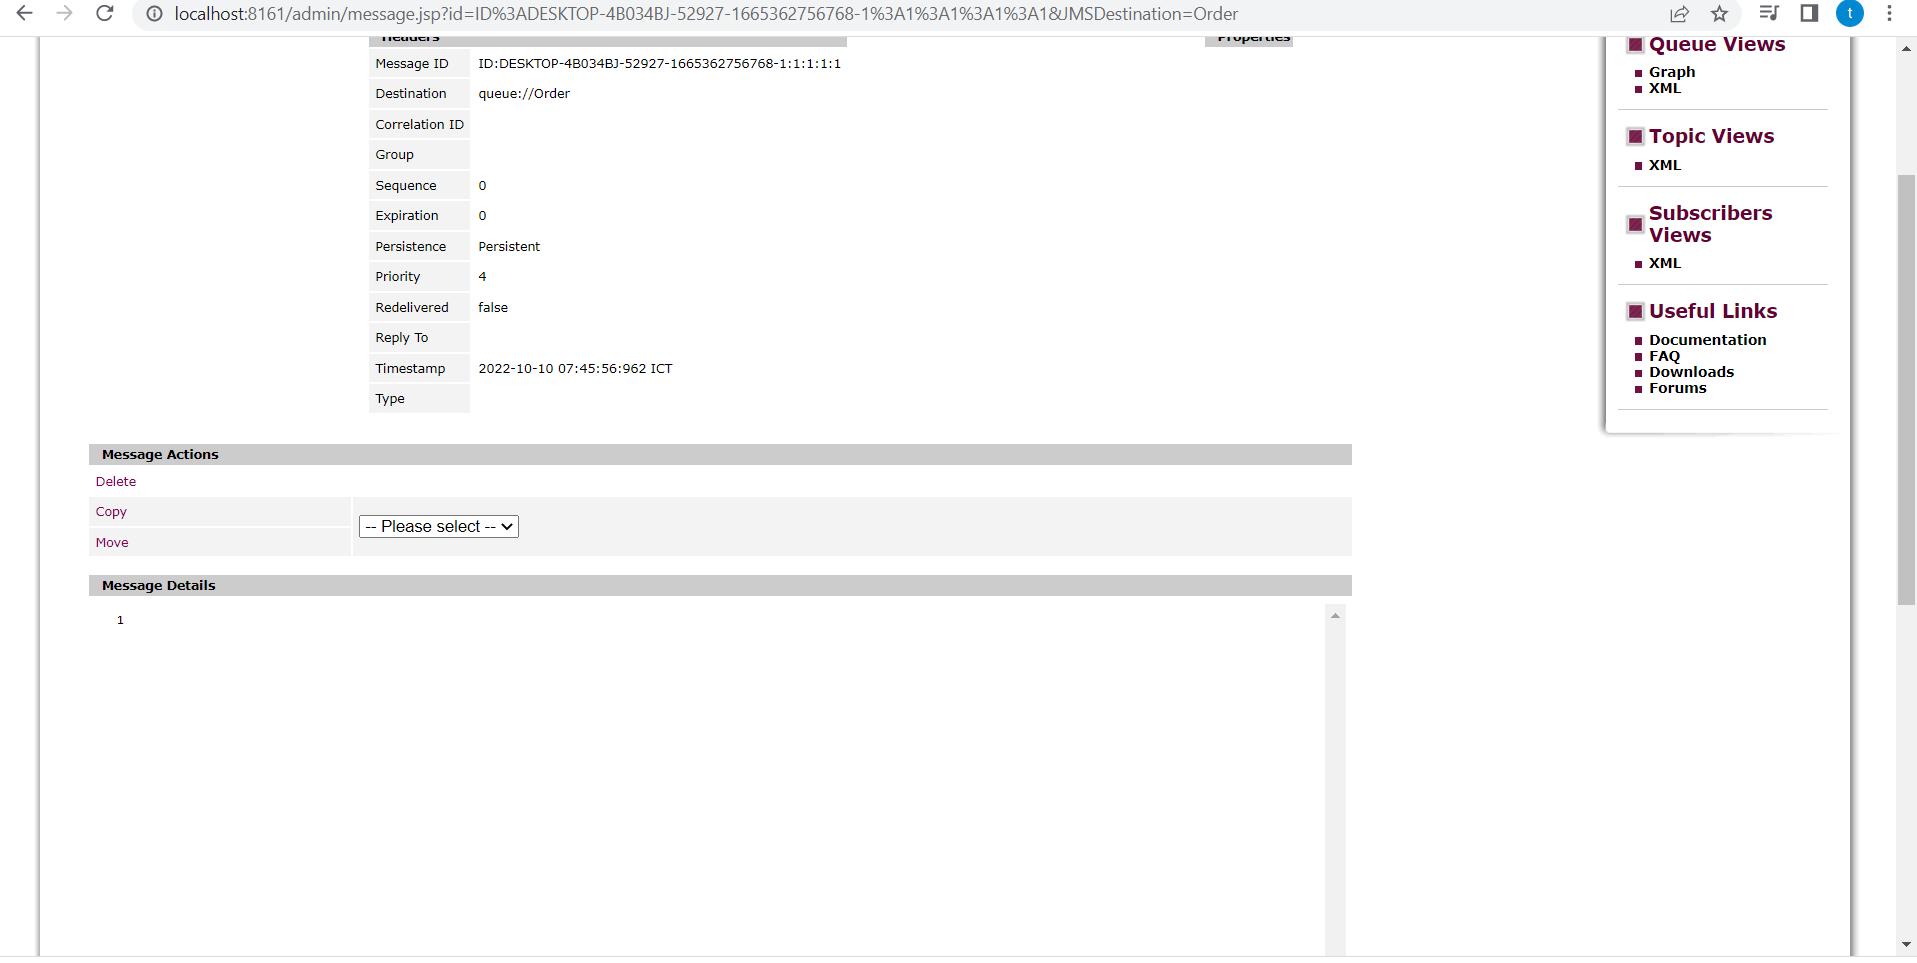 localhost:8161/admin/message.jsp?id=ID%3ADESKTOP-4B034BJ-52927-1665362756768-1%3A1%3A1%3A1%3A1&JMSDestination=Order
t
Headers
Properties
Message ID ID:DESKTOP-4B034BJ-52927-1665362756768-1:1:1:1:1
Destination queue://Order
Correlation ID
Group
Sequence 0
Expiration 0
Persistence Persistent
Priority 4
Redelivered false
Reply To
Timestamp 2022-10-10 07:45:56:962 ICT
Type
Message Actions
Delete
Copy
-- Please select --
Move
Message Details
1
Queue Views
Graph
XML
Topic Views
XML
Subscribers
Views
XML
Useful Links
Documentation
FAQ
Downloads
Forums